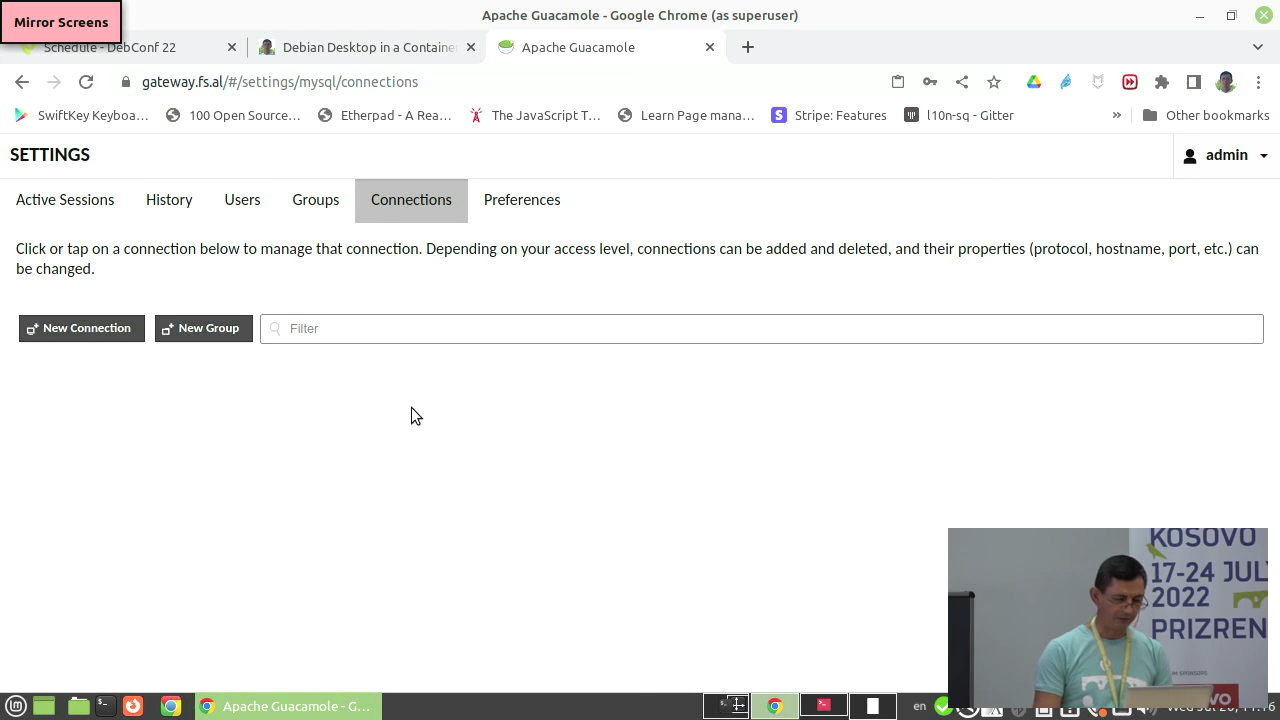 Mirror Screens
Apache Guacamole - Google Chrome (as superuser)
Schedule - DebConf 22
Debian Desktop in a Containe
Apache Guacamole
gateway.fs.al/#/settings/mysql/connections
SwiftKey Keyboa...
100 Open Source...
Etherpad - A Rea...
The JavaScript T...
Learn Page mana...
Stripe: Features
l10n-sq - Gitter
Other bookmarks
SETTINGS
admin
Active Sessions
History
Users
Groups
Connections
Preferences
Click or tap on a connection below to manage that connection. Depending on your access level, connections can be added and deleted, and their properties (protocol, hostname, port, etc.) can
be changed.
New Connection
New Group
Filter
KOSOVO
17-24 JUL
2022
PRIZREN
SPONSORS
Apache Guacamole - G...
en